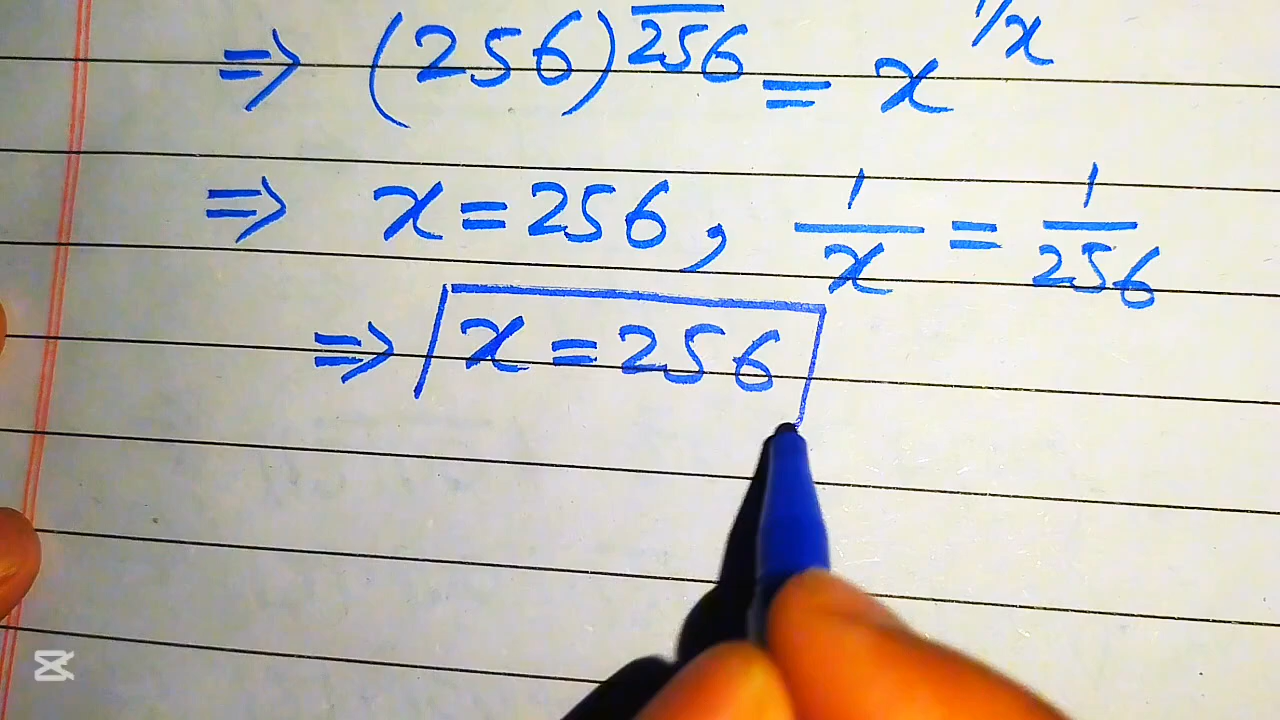 ⇒ (256)^{1/256} = x^{1/x}
⇒ x = 256, 1/x = 1/256
⇒ x = 256